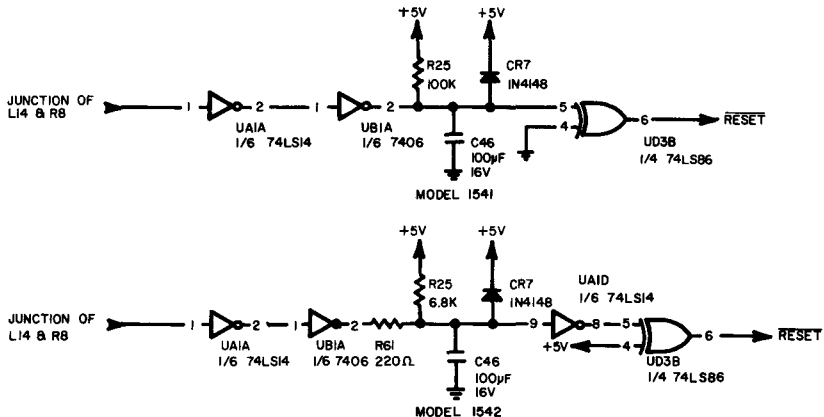 +5V +5V
R25 CR7
100K 1N4148
JUNCTION OF
L14 & R8
1 2 1 2 5 4 6 RESET
UA1A UB1A
1/6 74LS14 1/6 7406
C46
100µF
16V
UD3B
1/4 74LS86
MODEL 1541
+5V +5V
R25 CR7 UA1D
6.8K 1N4148 1/6 74LS14
JUNCTION OF
L14 & R8
1 2 1 2 9 8 5 6 RESET
+5V 4
UA1A UB1A R61
1/6 74LS14 1/6 7406 220Ω
C46
100µF
16V
UD3B
1/4 74LS86
MODEL 1542